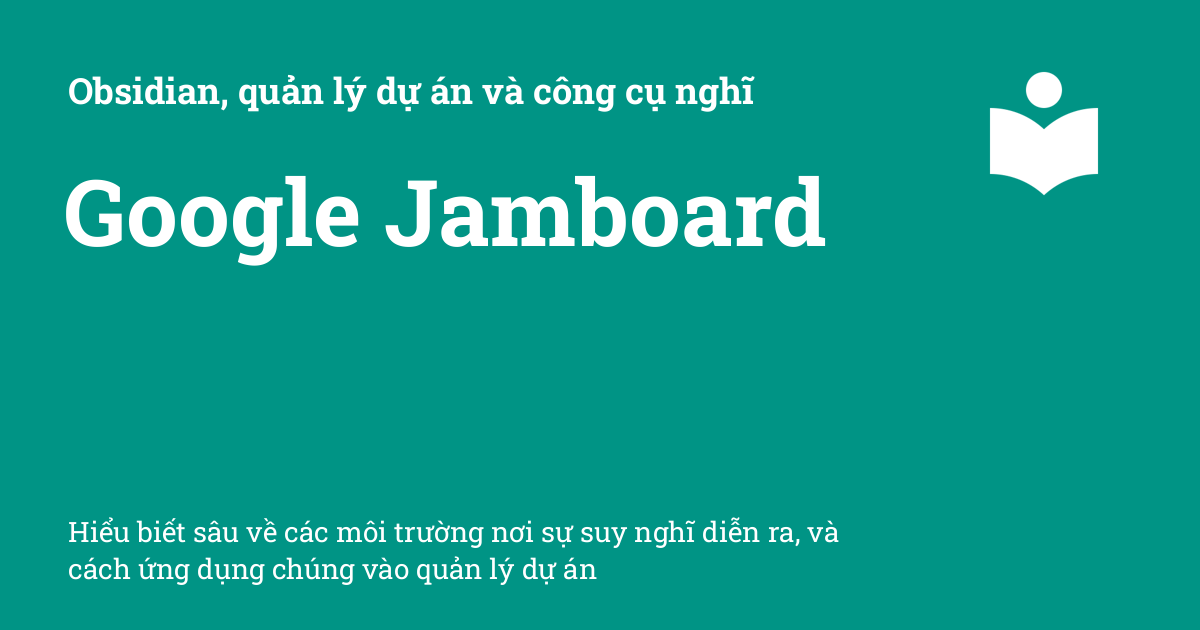 Obsidian, quản lý dự án và công cụ nghĩ
Google Jamboard
Hiểu biết sâu về các môi trường nơi sự suy nghĩ diễn ra, và
cách ứng dụng chúng vào quản lý dự án